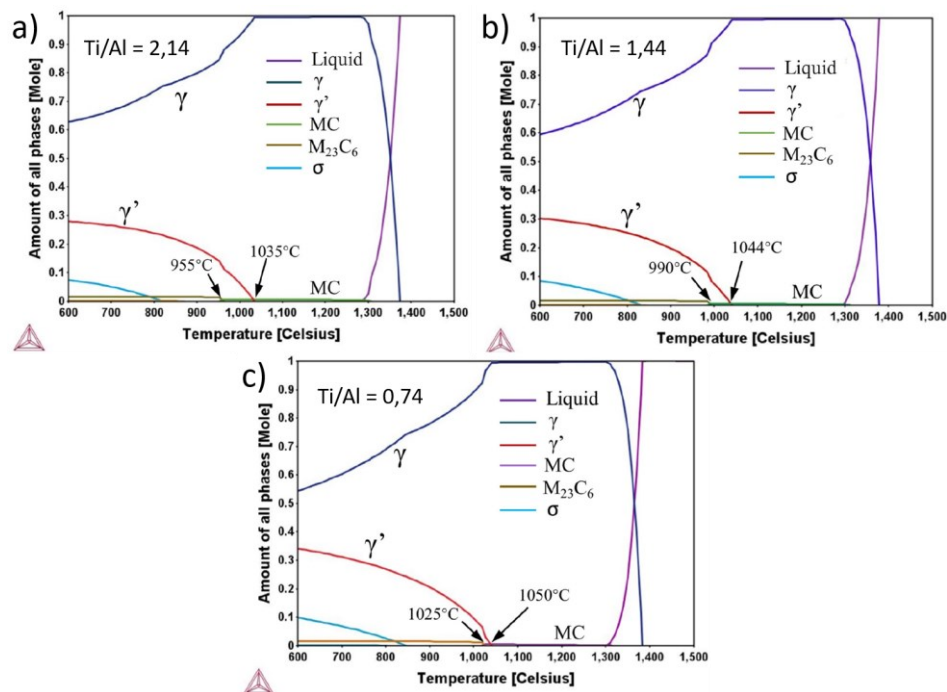 a)
Ti/Al = 2,14
Liquid
γ
γ'
MC
M₂₃C₆
σ
γ
γ'
955°C
1035°C
MC
Amount of all phases [Mole]
1
0.9
0.8
0.7
0.6
0.5
0.4
0.3
0.2
0.1
0
600 700 800 900 1,000 1,100 1,200 1,300 1,400 1,500
Temperature [Celsius]
b)
Ti/Al = 1,44
Liquid
γ
γ'
MC
M₂₃C₆
σ
γ
γ'
990°C
1044°C
MC
Amount of all phases [Mole]
1
0.9
0.8
0.7
0.6
0.5
0.4
0.3
0.2
0.1
0
600 700 800 900 1,000 1,100 1,200 1,300 1,400 1,500
Temperature [Celsius]
c)
Ti/Al = 0,74
Liquid
γ
γ'
MC
M₂₃C₆
σ
γ
γ'
1025°C
1050°C
MC
Amount of all phases [Mole]
1
0.9
0.8
0.7
0.6
0.5
0.4
0.3
0.2
0.1
0
600 700 800 900 1,000 1,100 1,200 1,300 1,400 1,500
Temperature [Celsius]